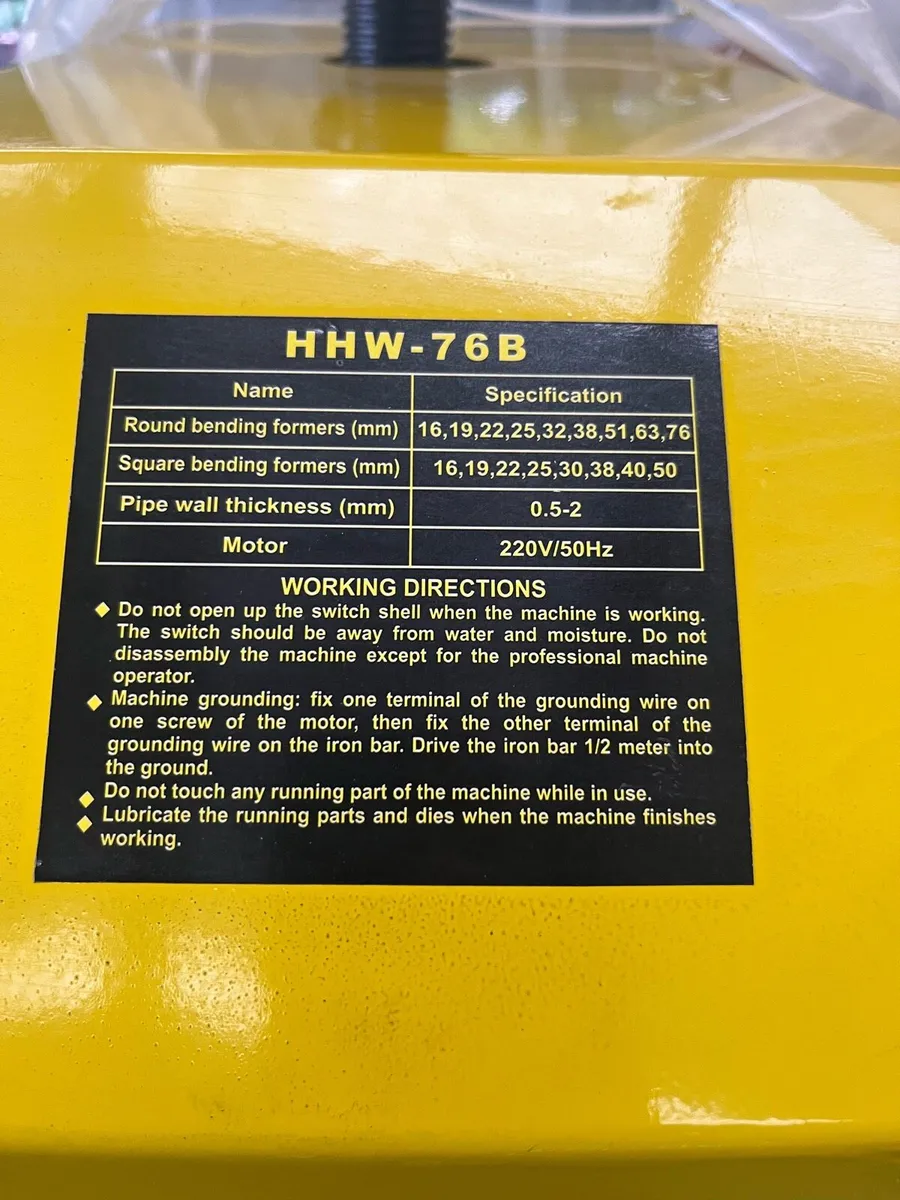 HHW-76B
Name Specification
Round bending formers (mm) 16,19,22,25,32,38,51,63,76
Square bending formers (mm) 16,19,22,25,30,38,40,50
Pipe wall thickness (mm) 0.5-2
Motor 220V/50Hz
WORKING DIRECTIONS
◆ Do not open up the switch shell when the machine is working.
The switch should be away from water and moisture. Do not
disassembly the machine except for the professional machine
operator.
◆ Machine grounding: fix one terminal of the grounding wire on
one screw of the motor, then fix the other terminal of the
grounding wire on the iron bar. Drive the iron bar 1/2 meter into
the ground.
◆ Do not touch any running part of the machine while in use.
◆ Lubricate the running parts and dies when the machine finishes
working.